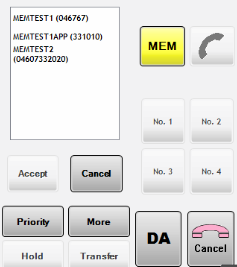 MEMTEST1 (046767)
MEMTEST1APP (331010)
MEMTEST2
(04607332020)
MEM
No. 1
No. 2
Accept
Cancel
No. 3
No. 4
Priority
More
DA
Cancel
Hold
Transfer